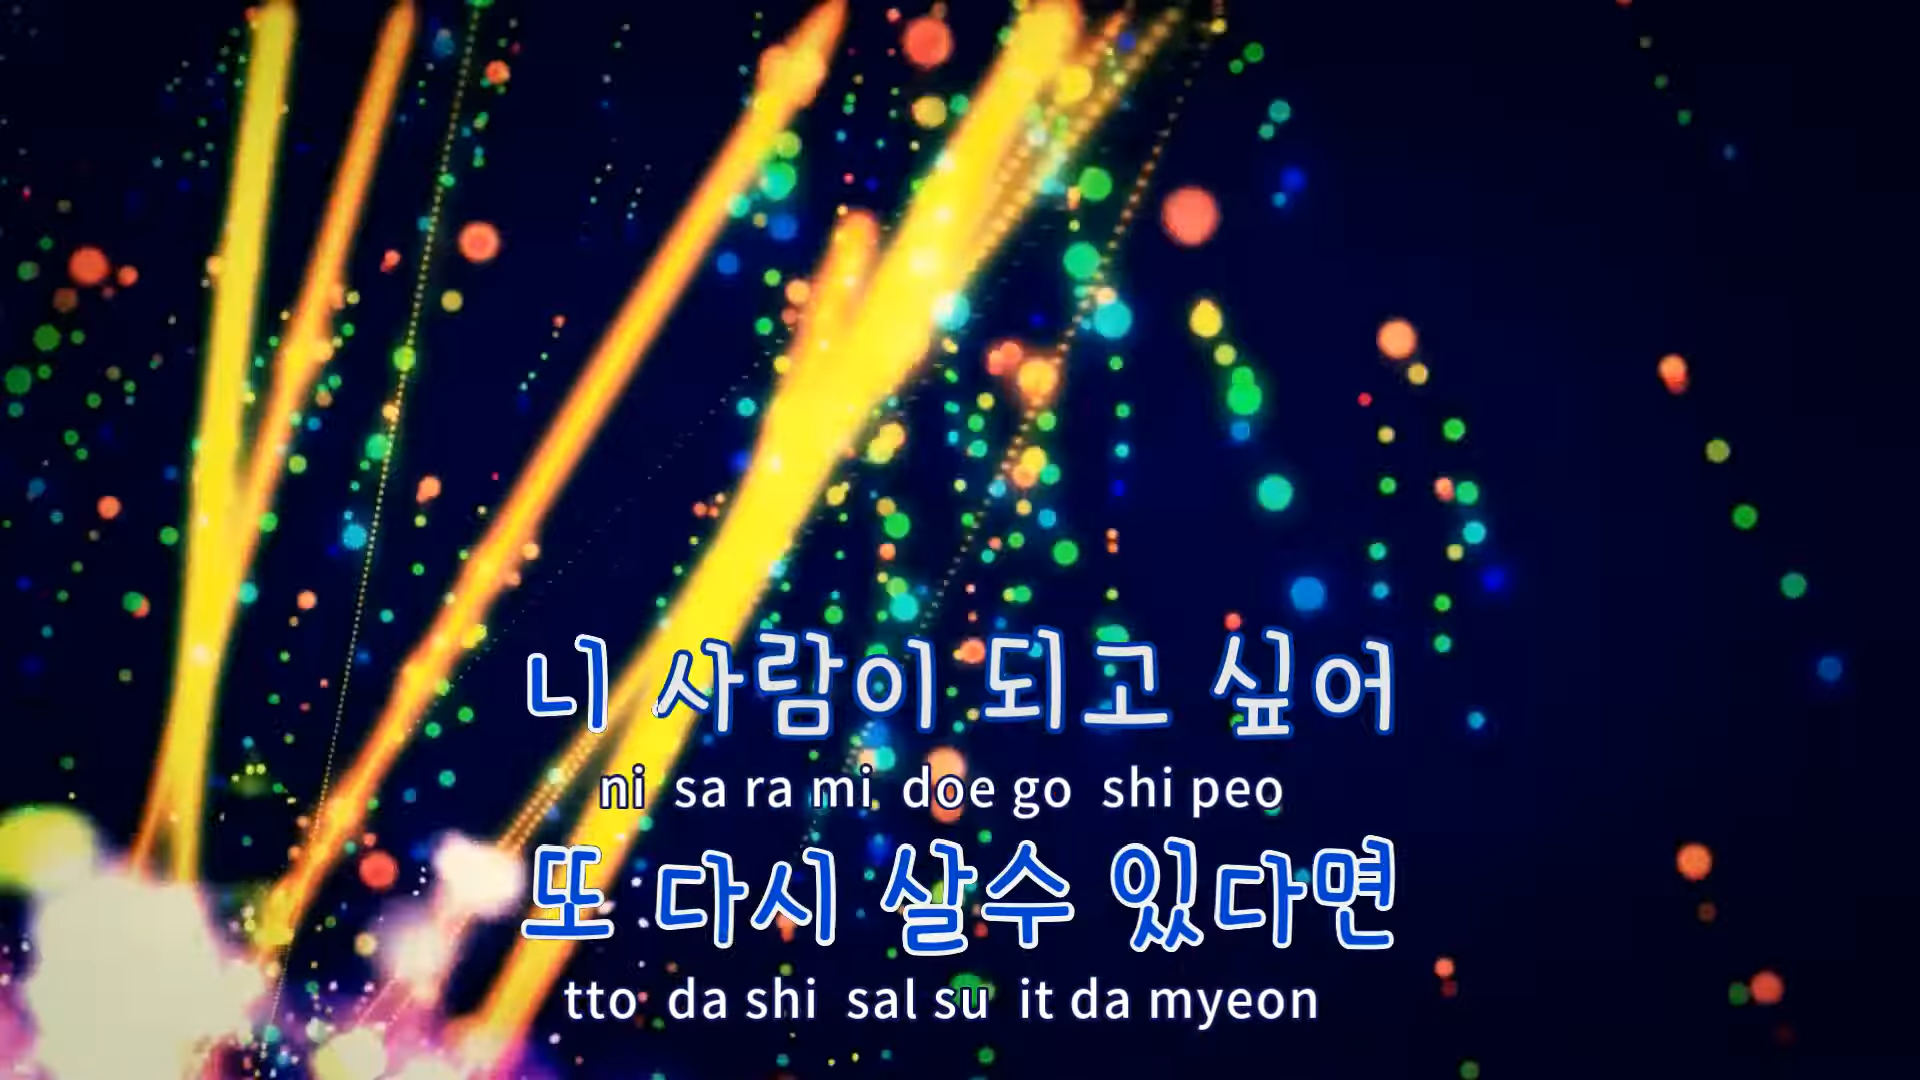 니 사람이 되고 싶어
ni sa ra mi doe go shi peo
또 다시 살수 있다면
tto da shi sal su it da myeon